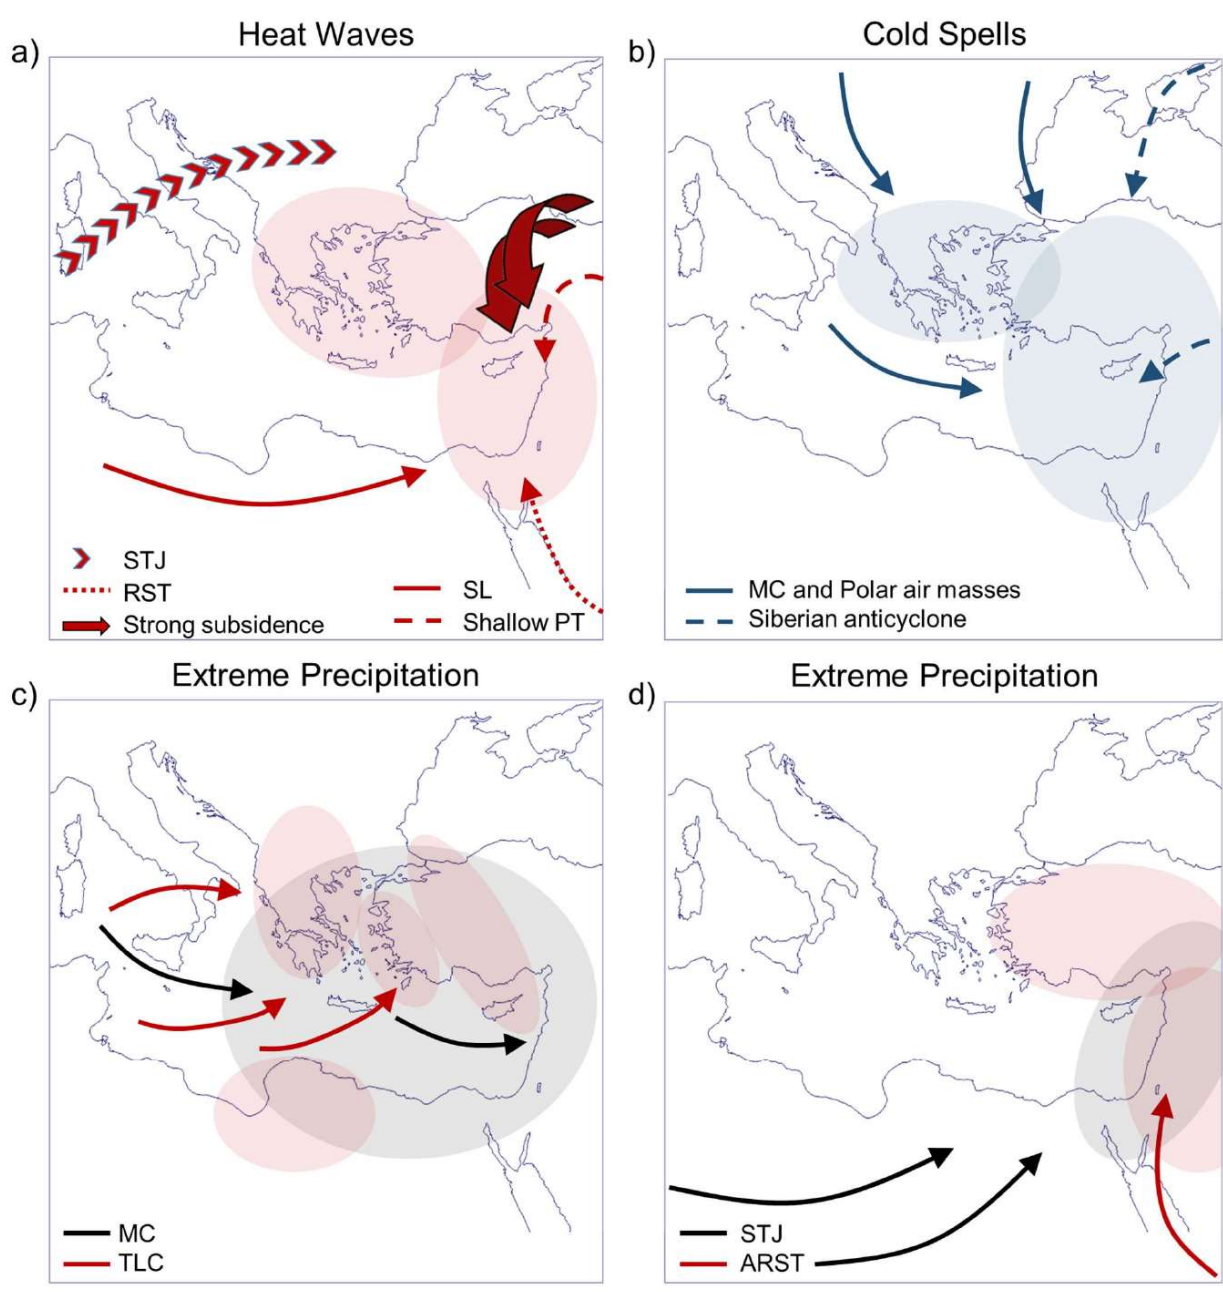 a)
Heat Waves
STJ
RST
Strong subsidence
SL
Shallow PT
b)
Cold Spells
MC and Polar air masses
Siberian anticyclone
c)
Extreme Precipitation
MC
TLC
d)
Extreme Precipitation
STJ
ARST